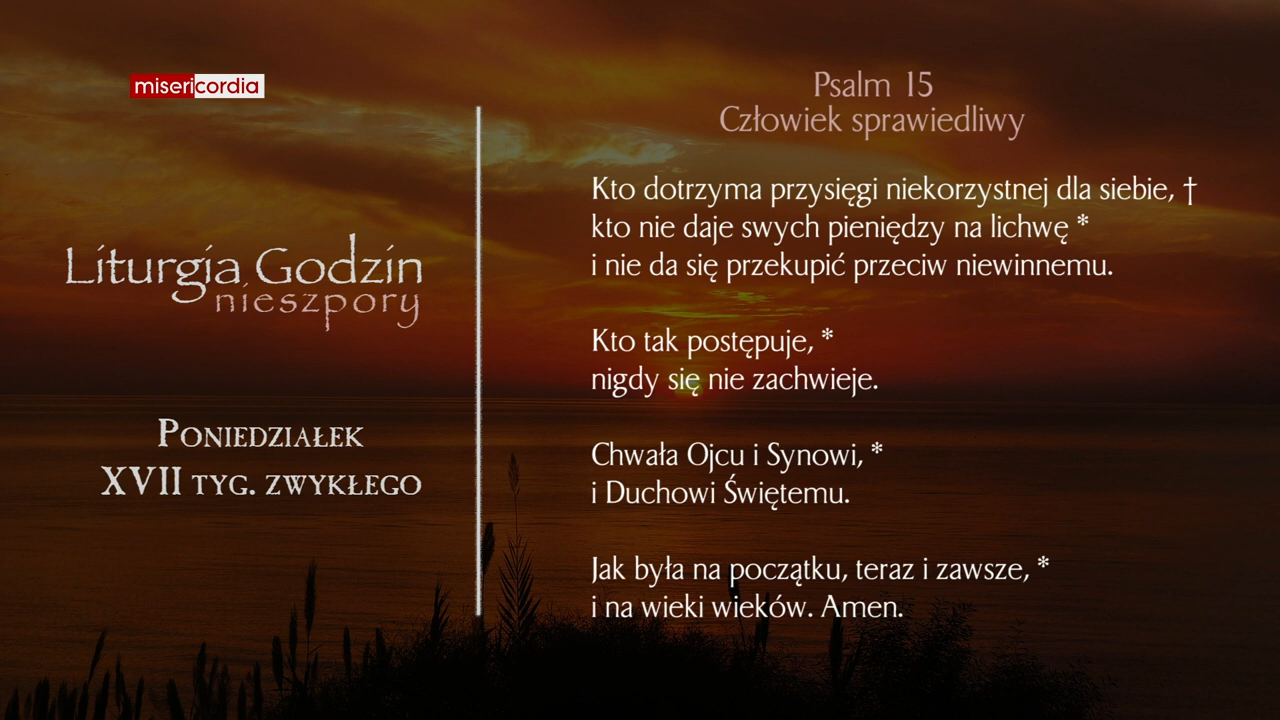 misericordia
Liturgia Godzin
nieszpory
Poniedziałek
XVII tyg. zwykłego
Psalm 15
Człowiek sprawiedliwy
Kto dotrzyma przysięgi niekorzystnej dla siebie, †
kto nie daje swych pieniędzy na lichwę *
i nie da się przekupić przeciw niewinnemu.
Kto tak postępuje, *
nigdy się nie zachwieje.
Chwała Ojcu i Synowi, *
i Duchowi Świętemu.
Jak była na początku, teraz i zawsze, *
i na wieki wieków. Amen.